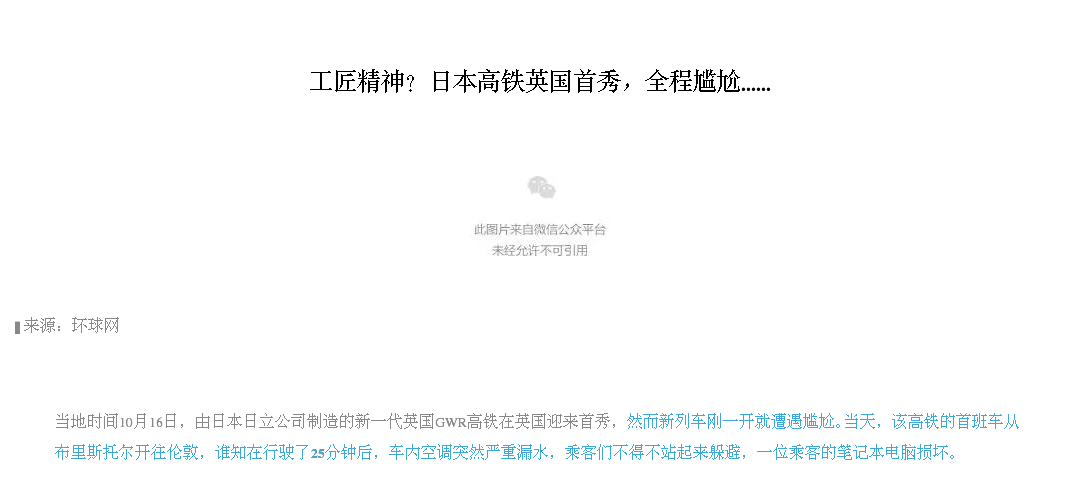 工匠精神？日本高铁英国首秀，全程尴尬......
此图片来自微信公众平台
未经允许不可引用
来源：环球网
当地时间10月16日，由日本日立公司制造的新一代英国GWR高铁在英国迎来首秀，然而新列车刚一开就遭遇尴尬。当天，该高铁的首班车从
布里斯托尔开往伦敦，谁知在行驶了25分钟后，车内空调突然严重漏水，乘客们不得不站起来躲避，一位乘客的笔记本电脑损坏。